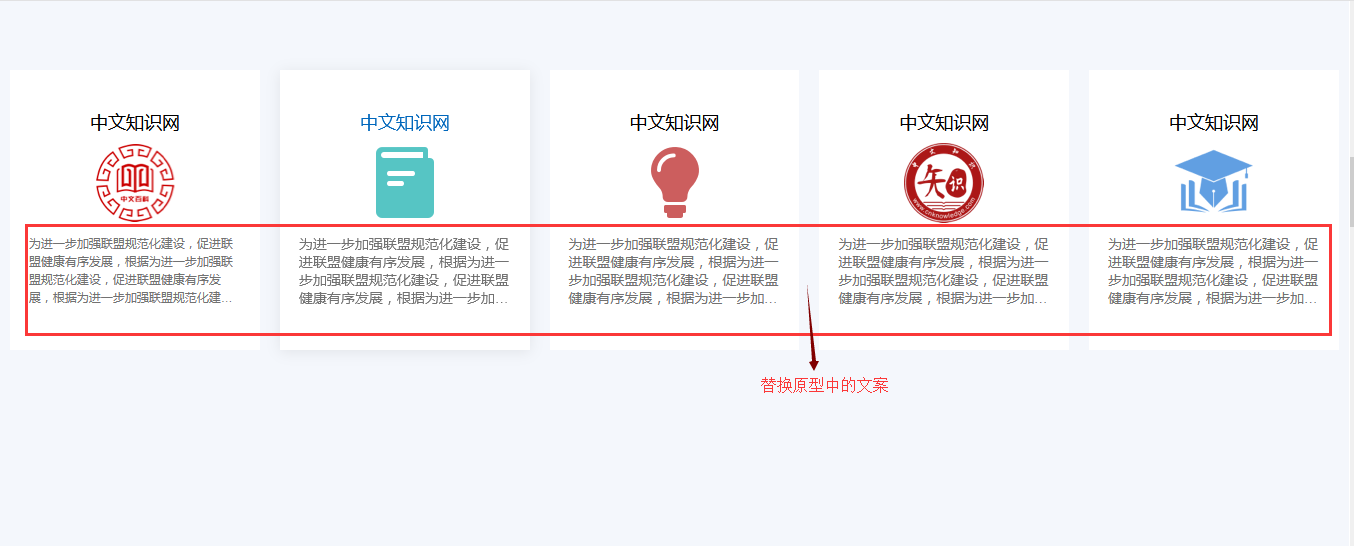 中文知识网
中文百科
为进一步加强联盟规范化建设，促进联
盟健康有序发展，根据为进一步加强联
盟规范化建设，促进联盟健康有序发
展，根据为进一步加强联盟规范化建...
中文知识网
为进一步加强联盟规范化建设，促
进联盟健康有序发展，根据为进一
步加强联盟规范化建设，促进联盟
健康有序发展，根据为进一步加...
中文知识网
为进一步加强联盟规范化建设，促
进联盟健康有序发展，根据为进一
步加强联盟规范化建设，促进联盟
健康有序发展，根据为进一步加...
中文知识网
中文知识
矢识
www.cnknowledge.com
为进一步加强联盟规范化建设，促
进联盟健康有序发展，根据为进一
步加强联盟规范化建设，促进联盟
健康有序发展，根据为进一步加...
中文知识网
为进一步加强联盟规范化建设，促
进联盟健康有序发展，根据为进一
步加强联盟规范化建设，促进联盟
健康有序发展，根据为进一步加...
替换原型中的文案